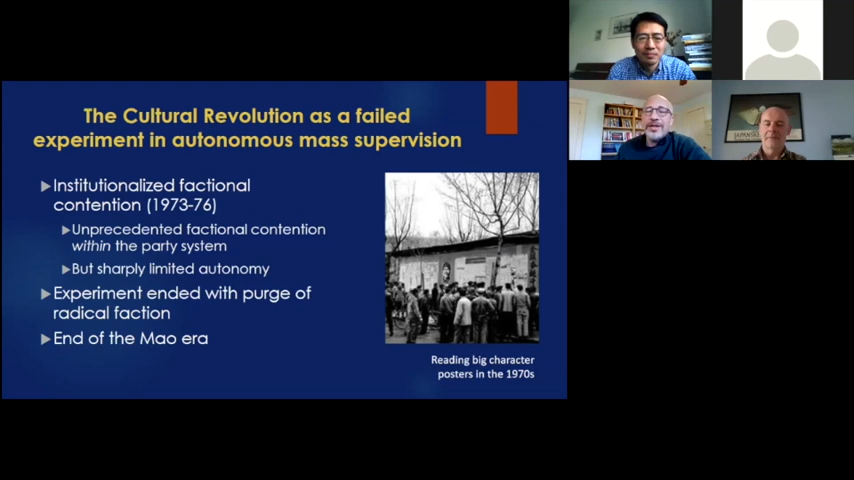 The Cultural Revolution as a failed
experiment in autonomous mass supervision
Institutionalized factional
contention (1973-76)
Unprecedented factional contention
within the party system
But sharply limited autonomy
Experiment ended with purge of
radical faction
End of the Mao era
Reading big character
posters in the 1970s